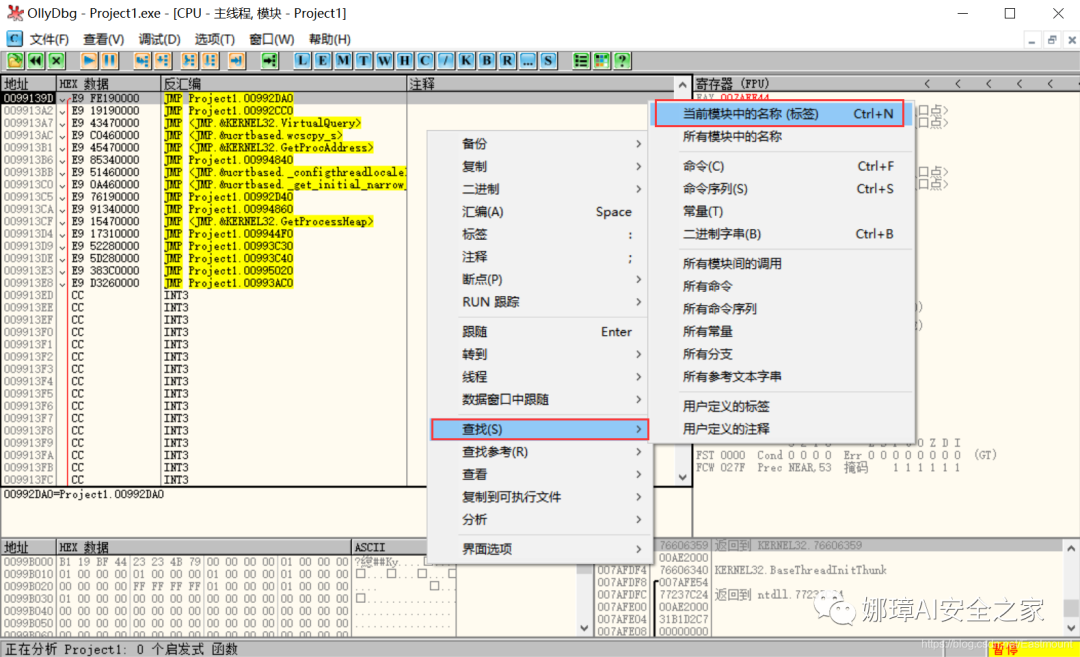 OllyDbg - Project1.exe - [CPU - 主线程, 模块 - Project1]
文件(F) 查看(V) 调试(D) 选项(T) 窗口(W) 帮助(H)
L E M T W H C / K B R ... S ?
地址 HEX 数据 反汇编 注释 寄存器 (FPU) < < < < <
0099139D E9 FE190000 JMP Project1.00992DA0
009913A2 E9 19190000 JMP Project1.00992CC0
009913A7 E9 43470000 JMP <JMP.&KERNEL32.VirtualQuery>
009913AC E9 C0460000 JMP <JMP.&ucrtbased.wcscpy_s>
009913B1 E9 45470000 JMP <JMP.&KERNEL32.GetProcAddress>
009913B6 E9 85340000 JMP Project1.00994840
009913BB E9 51460000 JMP <JMP.&ucrtbased._configthreadlocale
009913C0 E9 0A460000 JMP <JMP.&ucrtbased._get_initial_narrow_
009913C5 E9 76190000 JMP Project1.00992D40
009913CA E9 91340000 JMP Project1.00994860
009913CF E9 15470000 JMP <JMP.&KERNEL32.GetProcessHeap>
009913D4 E9 17310000 JMP Project1.009944F0
009913D9 E9 52280000 JMP Project1.00993C30
009913DE E9 5D280000 JMP Project1.00993C40
009913E3 E9 383C0000 JMP Project1.00995020
009913E8 E9 D3260000 JMP Project1.00993AC0
009913ED CC INT3
009913EE CC INT3
009913EF CC INT3
009913F0 CC INT3
009913F1 CC INT3
009913F2 CC INT3
009913F3 CC INT3
009913F4 CC INT3
009913F5 CC INT3
009913F6 CC INT3
009913F7 CC INT3
009913F8 CC INT3
009913F9 CC INT3
009913FA CC INT3
009913FB CC INT3
009913FC CC INT3
00992DA0=Project1.00992DA0
备份
复制
二进制
汇编(A) Space
标签 :
注释 ;
断点(P)
RUN 跟踪
跟随 Enter
转到
线程
数据窗口中跟随
查找(S)
查找参考(R)
查看
复制到可执行文件
分析
界面选项
当前模块中的名称 (标签) Ctrl+N
所有模块中的名称
命令(C) Ctrl+F
命令序列(S) Ctrl+S
常量(T)
二进制字串(B) Ctrl+B
所有模块间的调用
所有命令
所有命令序列
所有常量
所有分支
所有参考文本字串
用户定义的标签
用户定义的注释
口点>
口点>
口点>
口点>
FST 0000 Cond 0 0 0 0 Err 0 0 0 0 0 0 0 0 (GT)
FCW 027F Prec NEAR,53 掩码 1 1 1 1 1 1
地址 HEX 数据 ASCII
0099B000 B1 19 BF 44 23 23 4B 79 00 00 00 00 01 00 00 00
0099B010 01 00 00 00 01 00 00 00 01 00 00 00 01 00 00 00
0099B020 00 00 00 00 FF FF FF FF 01 00 00 00 00 00 00 00
0099B030 01 00 00 00 00 00 00 00 00 00 00 00 00 00 00 00
0099B040 00 00 00 00 00 00 00 00 00 00 00 00 00 00 00 00
0099B050 00 00 00 00 00 00 00 00 00 00 00 00 00 00 00 00
76606359 返回到 KERNEL32.76606359
00AE2000
007AFDF4 76606340 KERNEL32.BaseThreadInitThunk
007AFDF8 007AFE54
007AFDFC 77237C24 返回到 ntdll.77237C24
007AFE00 00AE2000
007AFE04 31B1D2C7
007AFE08 00000000
娜璋AI安全之家
正在分析 Project1: 0 个启发式 函数
暂停